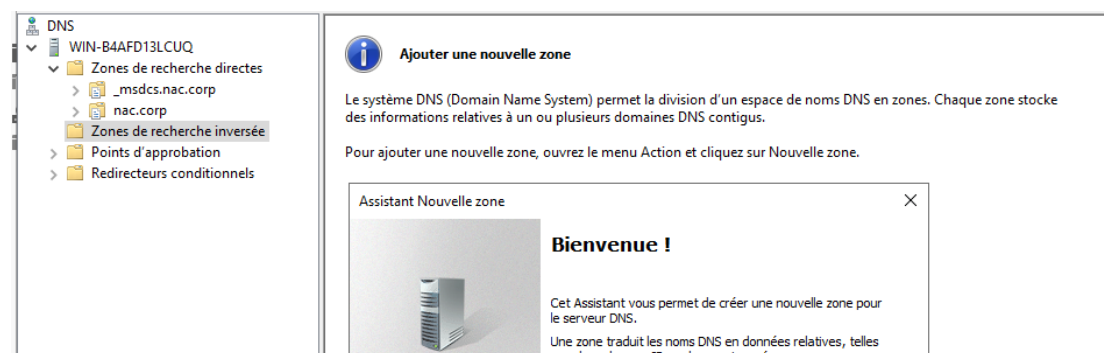 DNS
WIN-B4AFD13LCUQ
Zones de recherche directes
_msdcs.nac.corp
nac.corp
Zones de recherche inversée
Points d'approbation
Redirecteurs conditionnels
Ajouter une nouvelle zone
Le système DNS (Domain Name System) permet la division d'un espace de noms DNS en zones. Chaque zone stocke
des informations relatives à un ou plusieurs domaines DNS contigus.
Pour ajouter une nouvelle zone, ouvrez le menu Action et cliquez sur Nouvelle zone.
Assistant Nouvelle zone
Bienvenue !
Cet Assistant vous permet de créer une nouvelle zone pour
le serveur DNS.
Une zone traduit les noms DNS en données relatives, telles